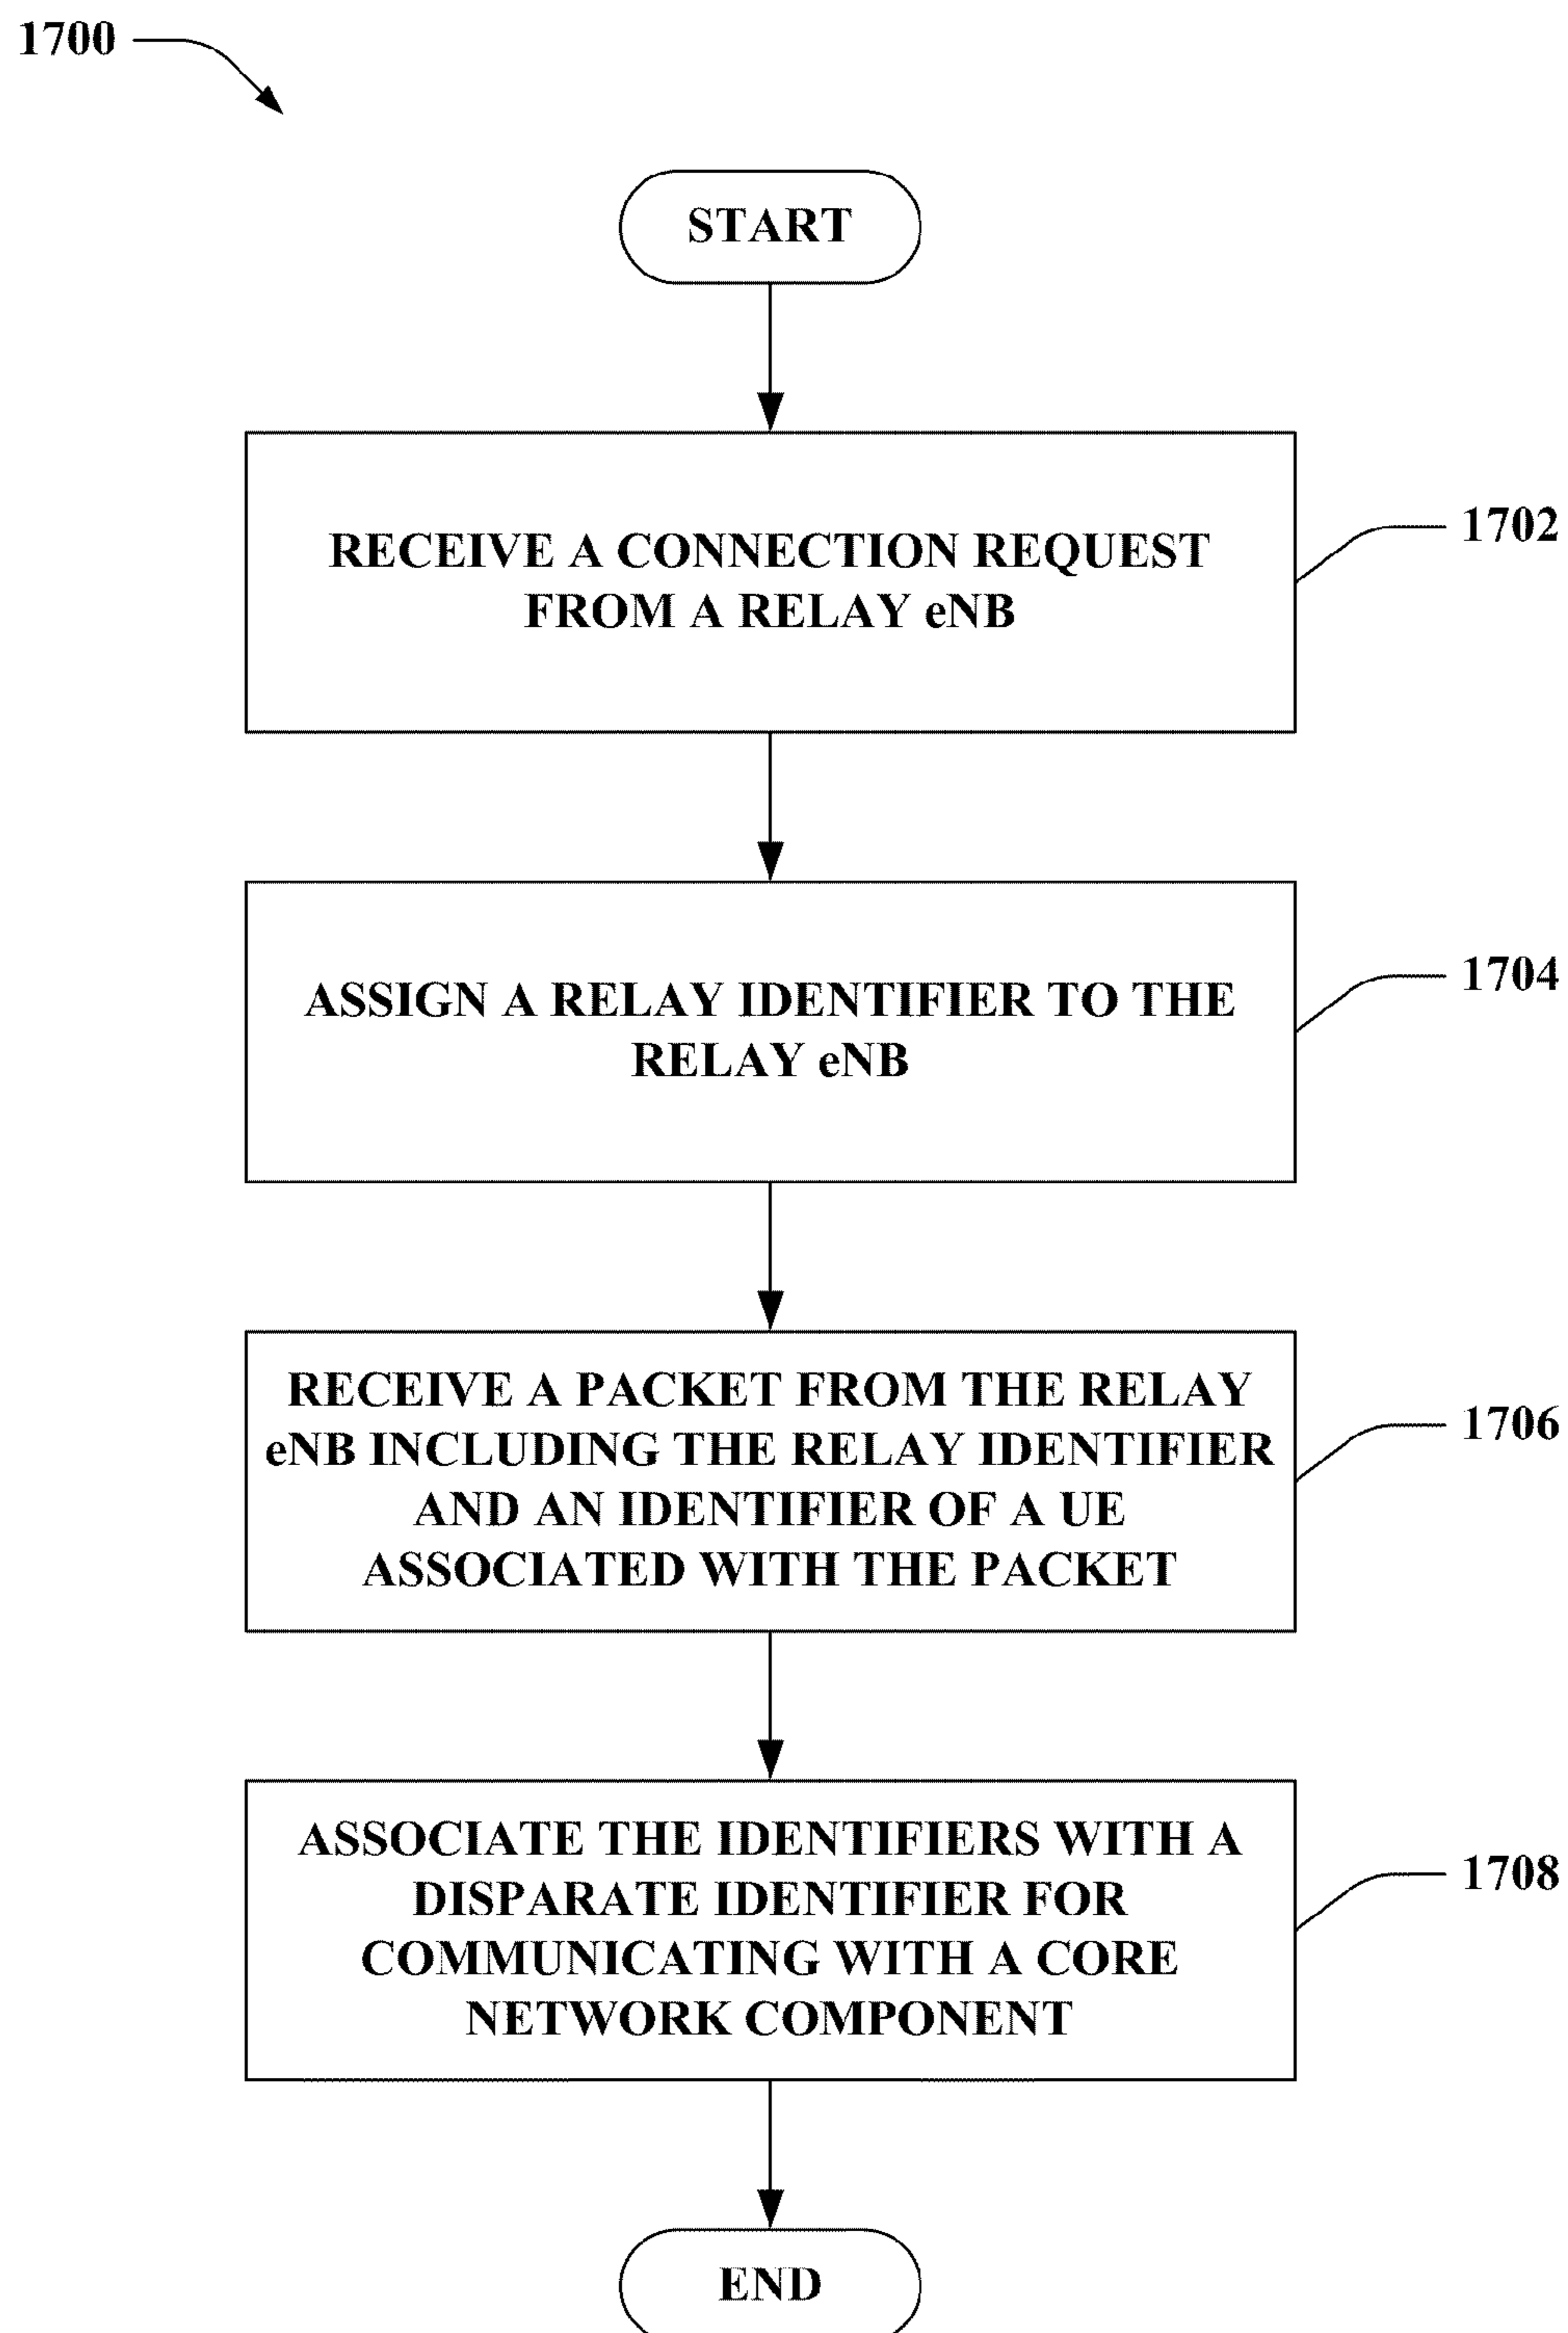 1700
START
RECEIVE A CONNECTION REQUEST
FROM A RELAY eNB
1702
ASSIGN A RELAY IDENTIFIER TO THE
RELAY eNB
1704
RECEIVE A PACKET FROM THE RELAY
eNB INCLUDING THE RELAY IDENTIFIER
AND AN IDENTIFIER OF A UE
ASSOCIATED WITH THE PACKET
1706
ASSOCIATE THE IDENTIFIERS WITH A
DISPARATE IDENTIFIER FOR
COMMUNICATING WITH A CORE
NETWORK COMPONENT
1708
END